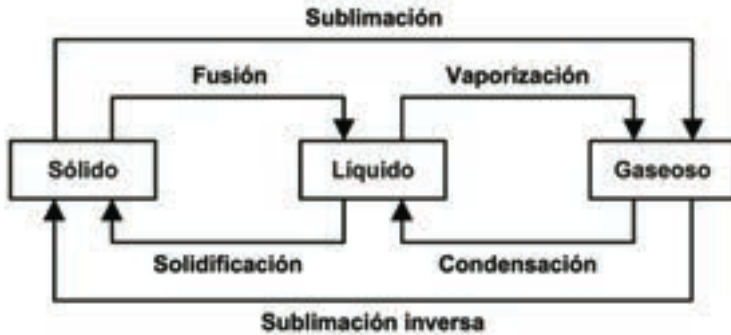 Sublimación
Fusión Vaporización
Sólido Líquido Gaseoso
Solidificación Condensación
Sublimación inversa